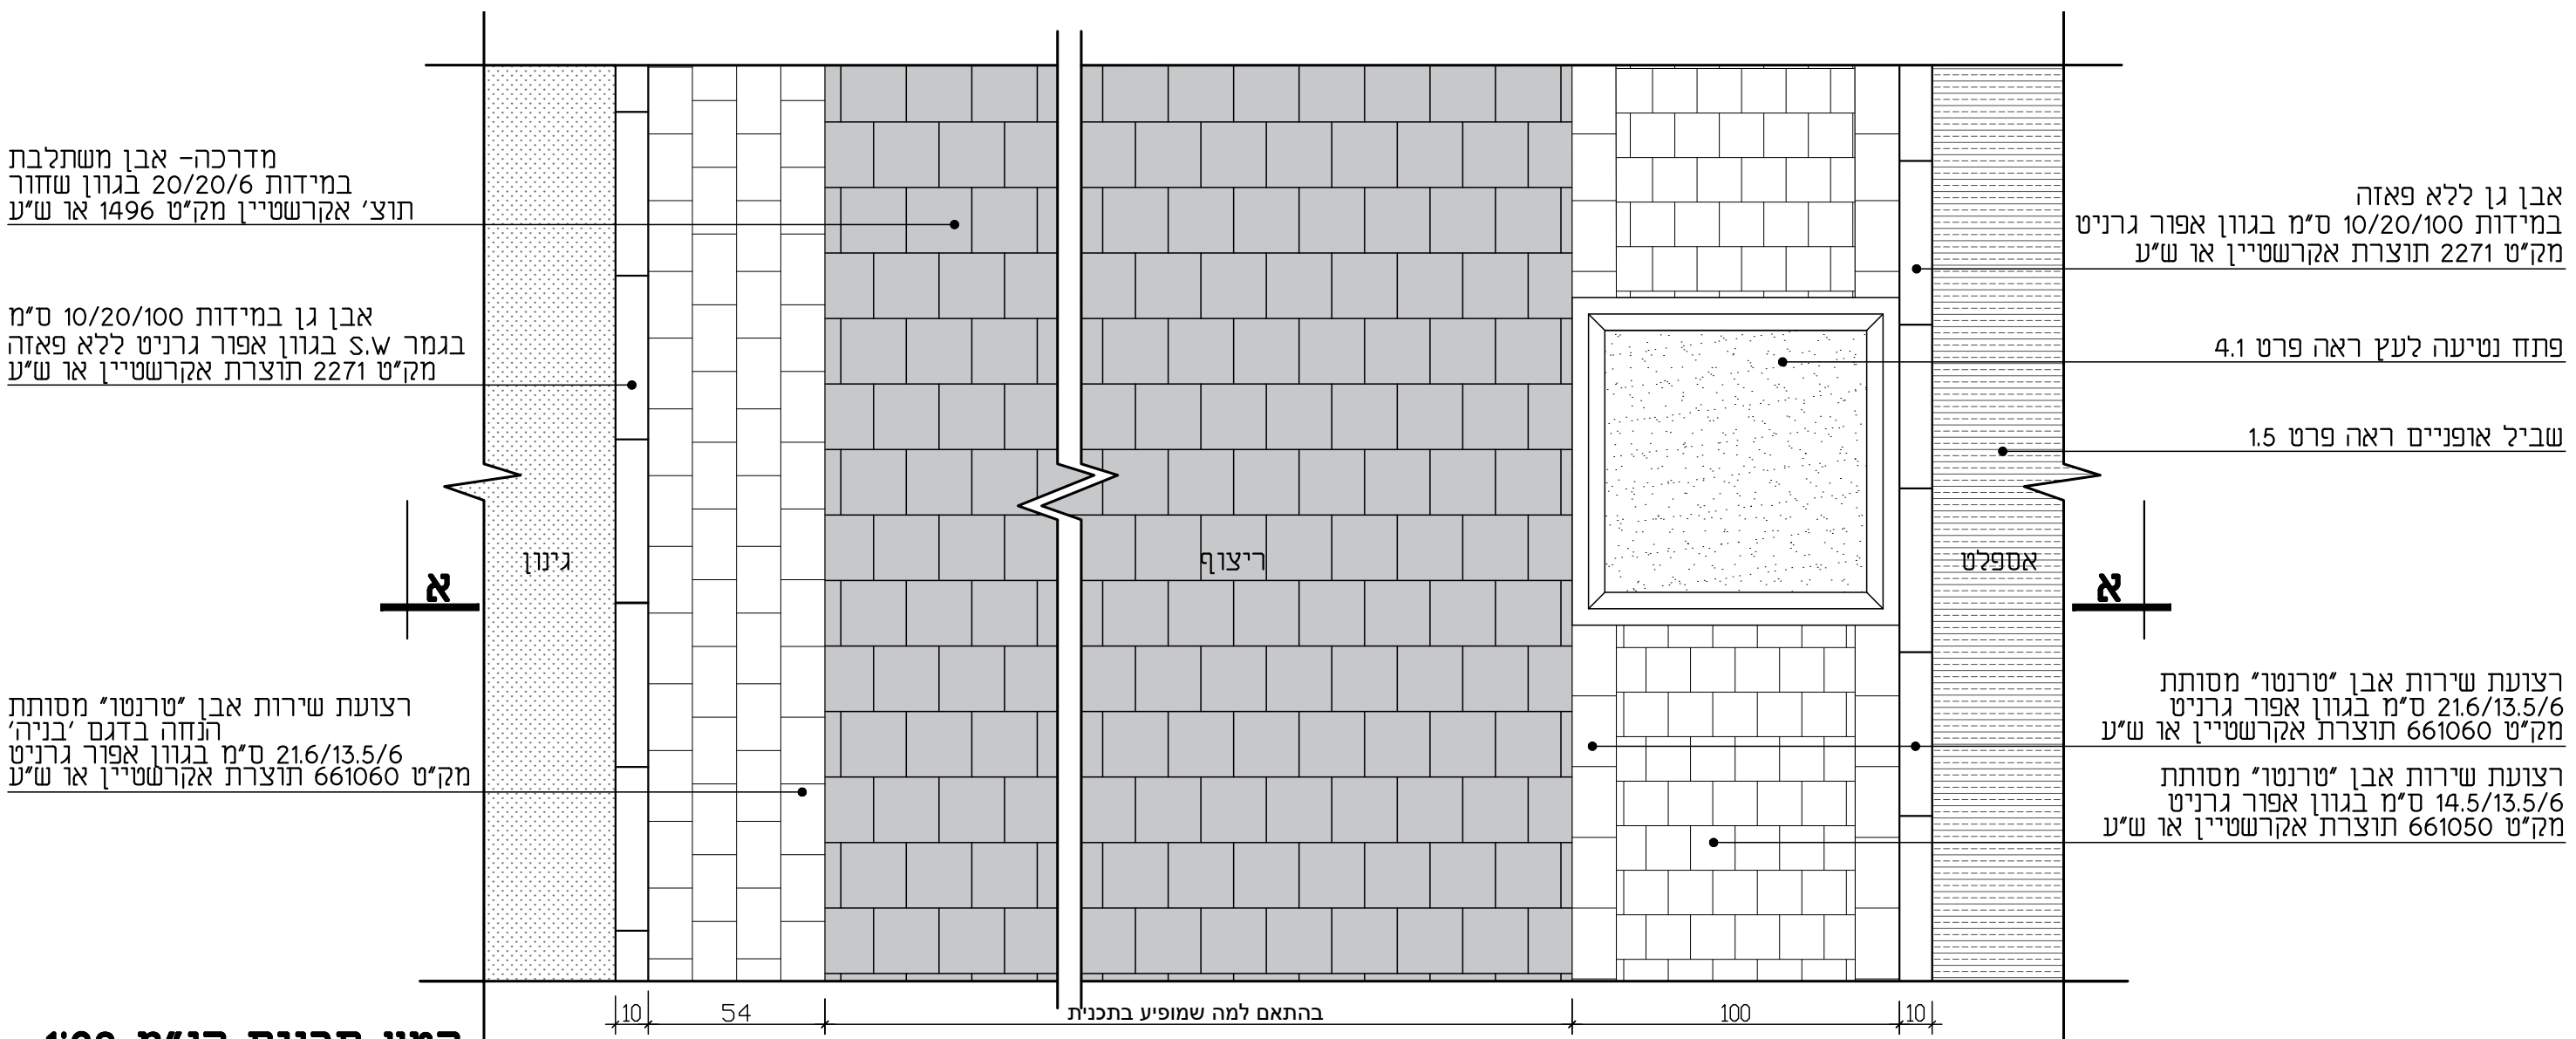 מדרכה- אבן משתלבת
במידות 20/20/6 בגוון שחור
תוצ' אקרשטיין מק"ט 1496 או ש"ע
אבן גן במידות 10/20/100 ס"מ
בגמר S.W בגוון אפור גרניט ללא פאזה
מק"ט 2271 תוצרת אקרשטיין או ש"ע
רצועת שירות אבן "טרנטו" מסותת
הנחה בדגם 'בניה'
21.6/13.5/6 ס"מ בגוון אפור גרניט
מק"ט 661060 תוצרת אקרשטיין או ש"ע
אבן גן ללא פאזה
במידות 10/20/100 ס"מ בגוון אפור גרניט
מק"ט 2271 תוצרת אקרשטיין או ש"ע
פתח נטיעה לעץ ראה פרט 4.1
שביל אופניים ראה פרט 1.5
רצועת שירות אבן "טרנטו" מסותת
21.6/13.5/6 ס"מ בגוון אפור גרניט
מק"ט 661060 תוצרת אקרשטיין או ש"ע
רצועת שירות אבן "טרנטו" מסותת
14.5/13.5/6 ס"מ בגוון אפור גרניט
מק"ט 661050 תוצרת אקרשטיין או ש"ע
גינון
ריצוף
אספלט
א
א
10
54
בהתאם למה שמופיע בתכנית
100
10